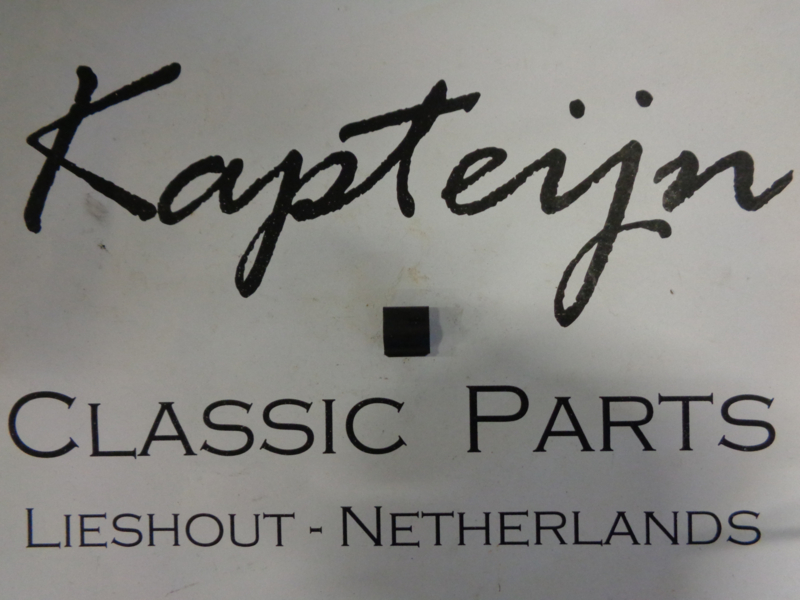 Kapteijn
CLASSIC PARTS
LIESHOUT - NETHERLANDS